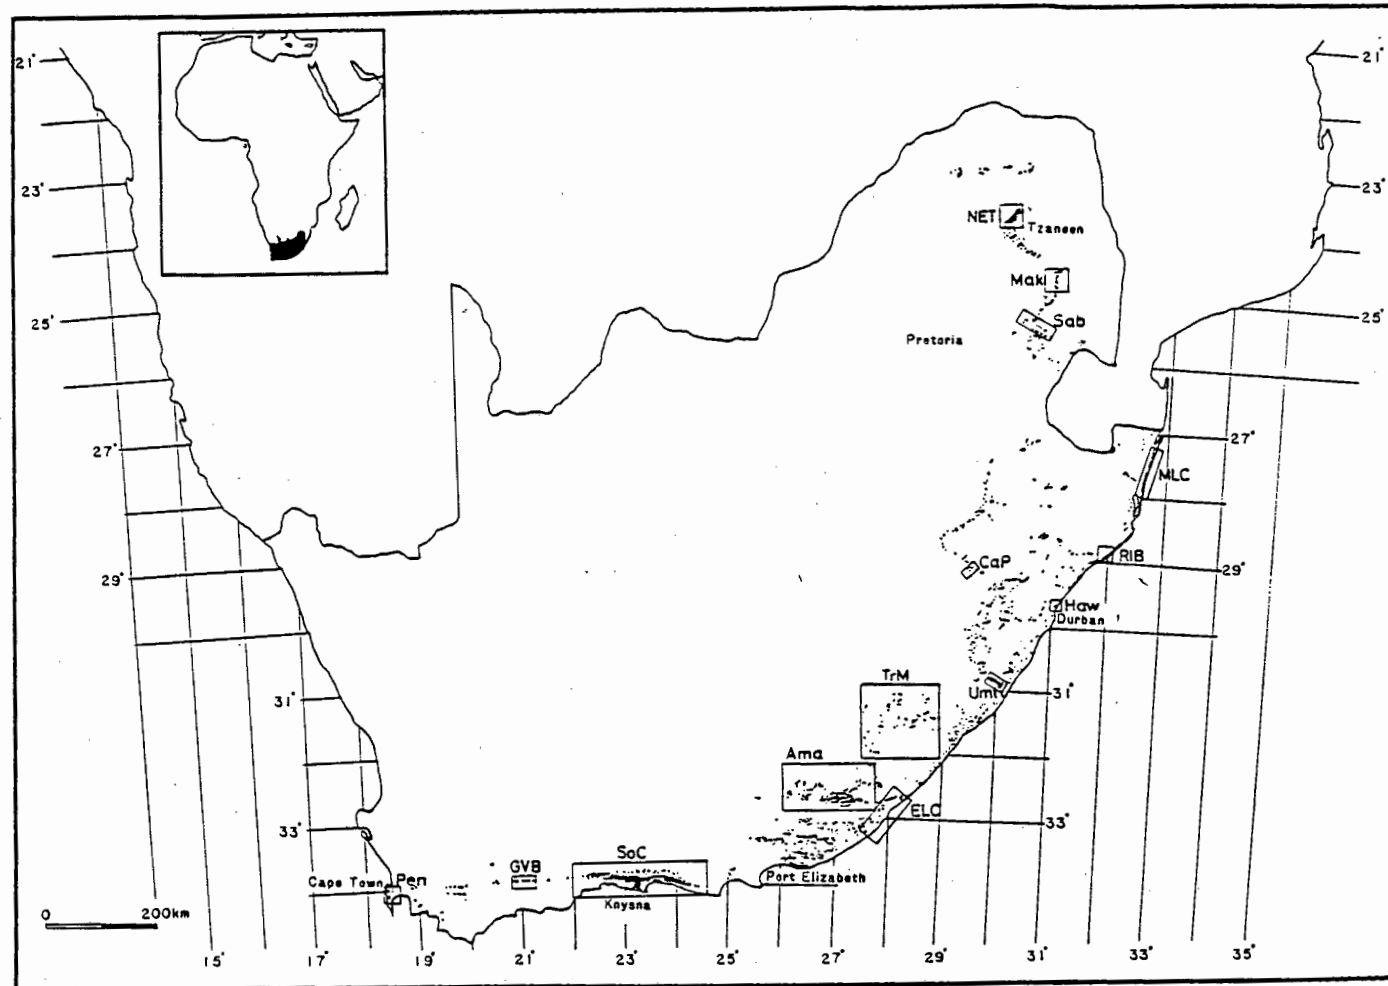 21°
21°
23°
23°
NET
Tzaneen
Mak
25°
Sab
25°
Pretoria
27°
27°
MLC
RIB
CaP
29°
29°
Haw
Durban
TrM
Umt
31°
31°
Ama
ELC
33°
33°
SoC
GVB
Cape Town
Pen
Port Elizabeth
Knysna
0
200km
15°
17°
19°
21°
23°
25°
27°
29°
31°
33°
35°